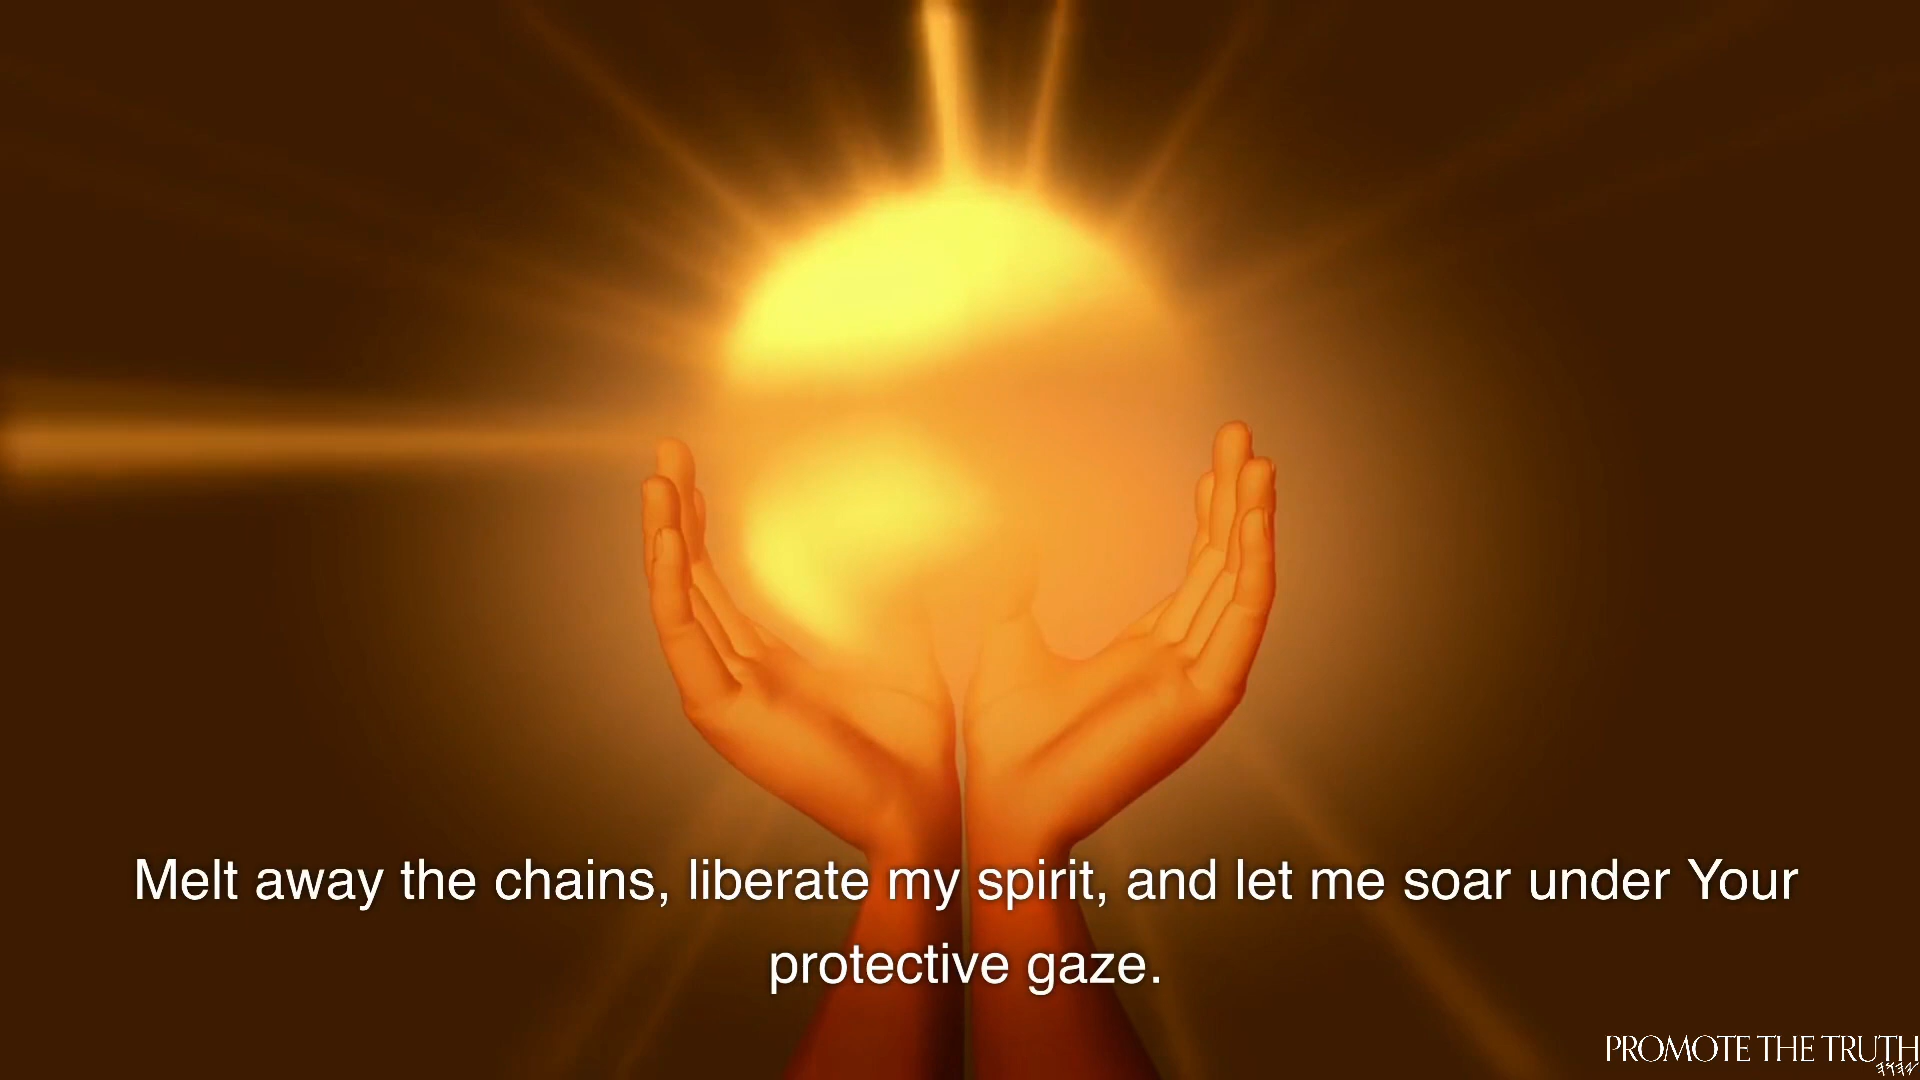 Melt away the chains, liberate my spirit, and let me soar under Your
protective gaze.
PROMOTE THE TRUTH